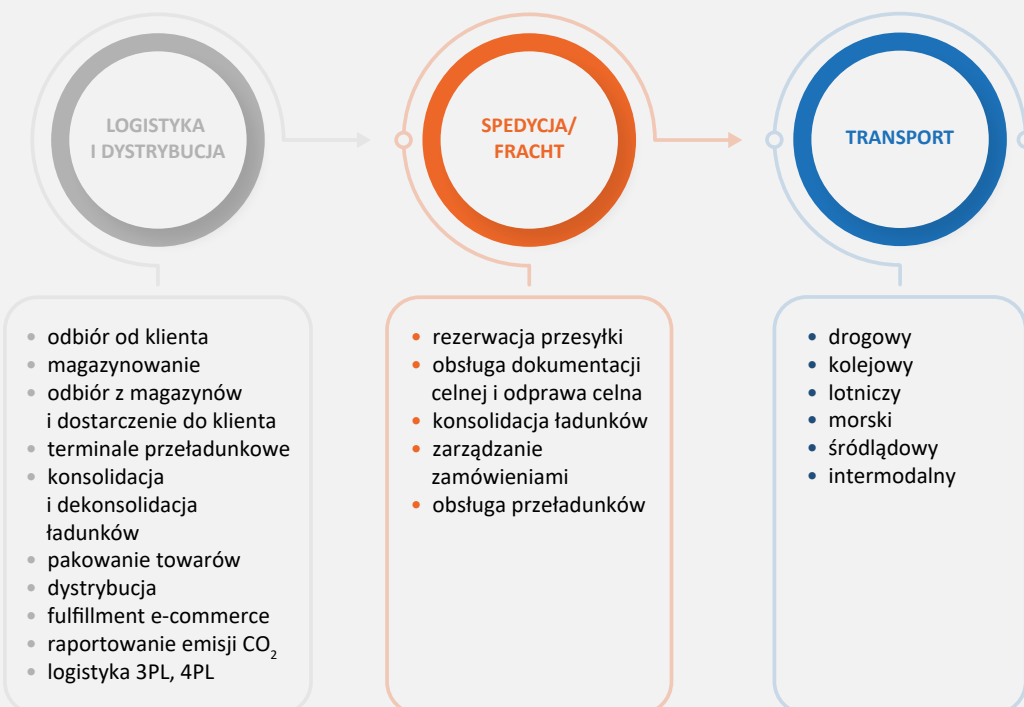 LOGISTYKA
I DYSTRYBUCJA
• odbiór od klienta
• magazynowanie
• odbiór z magazynów
i dostarczenie do klienta
• terminale przeładunkowe
• konsolidacja
i dekonsolidacja
ładunków
• pakowanie towarów
• dystrybucja
• fulfillment e-commerce
• raportowanie emisji CO₂
• logistyka 3PL, 4PL
SPEDYCJA/
FRACHT
• rezerwacja przesyłki
• obsługa dokumentacji
celnej i odprawa celna
• konsolidacja ładunków
• zarządzanie
zamówieniami
• obsługa przeładunków
TRANSPORT
• drogowy
• kolejowy
• lotniczy
• morski
• śródlądowy
• intermodalny